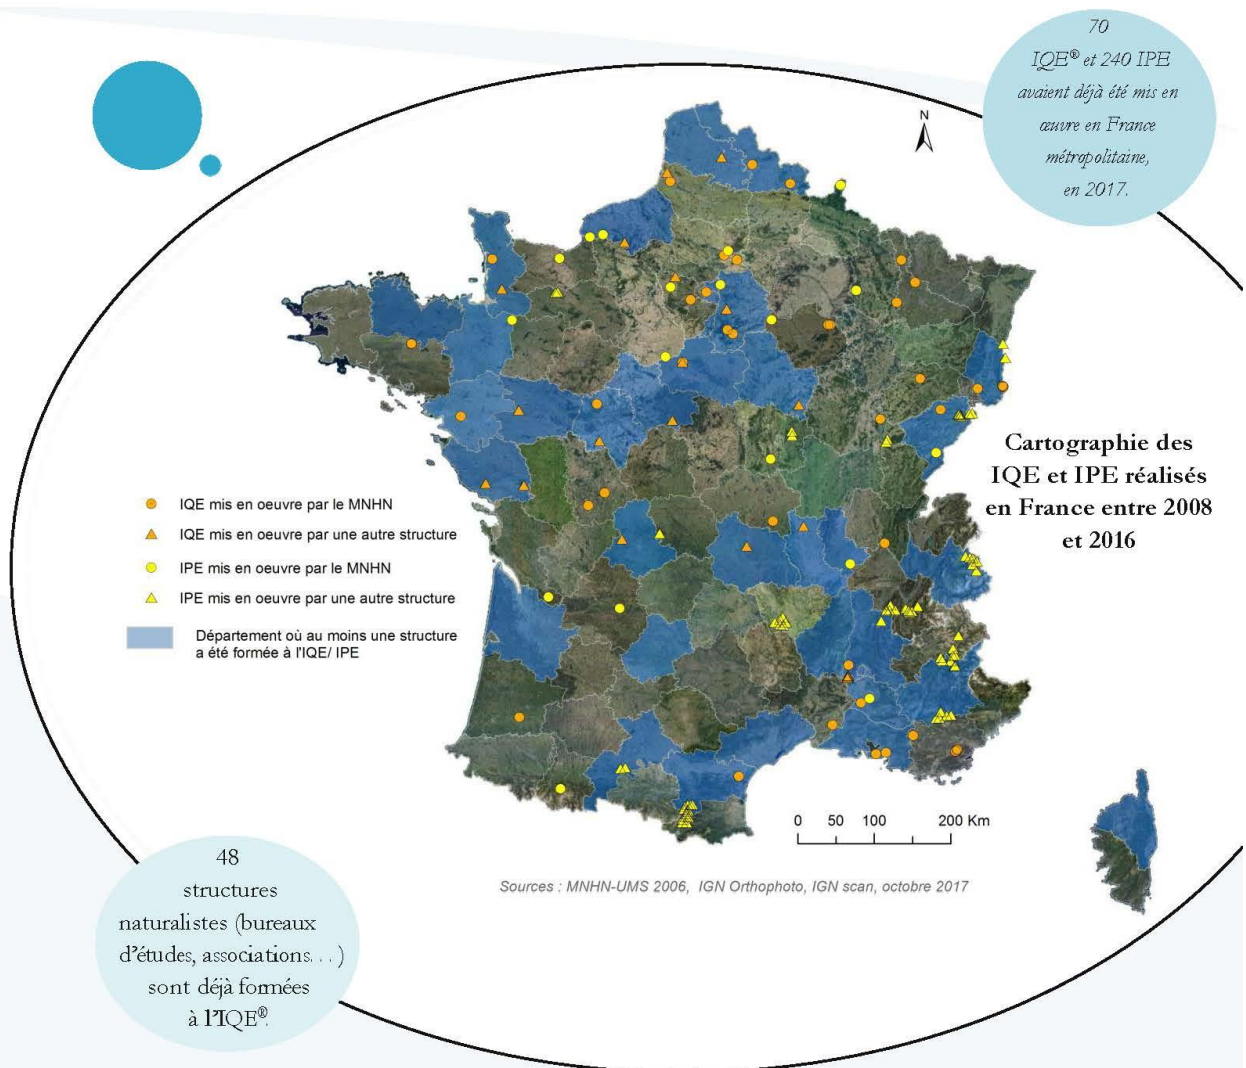 70
IQE® et 240 IPE
avaient déjà été mis en
œuvre en France
métropolitaine,
en 2017.
N
Cartographie des
IQE et IPE réalisés
en France entre 2008
et 2016
IQE mis en oeuvre par le MNHN
IQE mis en oeuvre par une autre structure
IPE mis en oeuvre par le MNHN
IPE mis en oeuvre par une autre structure
Département où au moins une structure
a été formée à l'IQE/ IPE
0 50 100 200 Km
Sources : MNHN-UMS 2006, IGN Orthophoto, IGN scan, octobre 2017
48
structures
naturalistes (bureaux
d'études, associations…)
sont déjà formées
à l'IQE®.